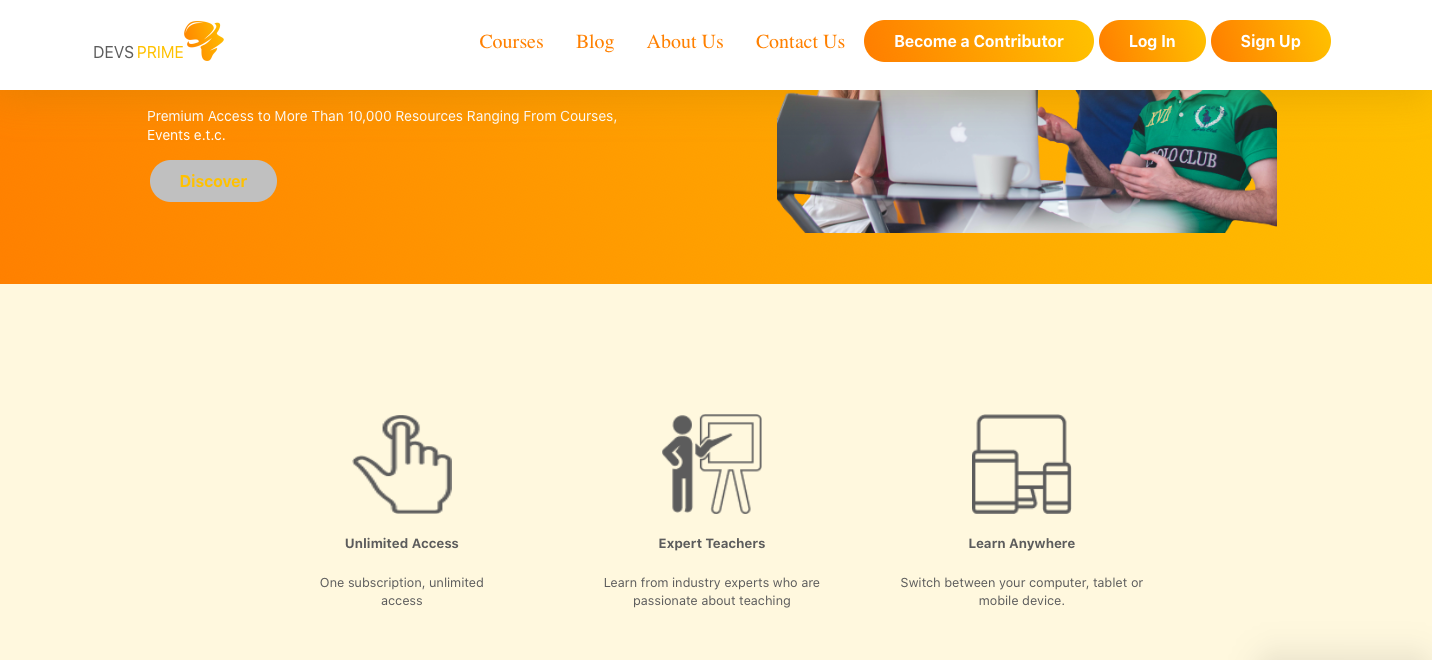 DEVS PRIME
Courses Blog About Us Contact Us Become a Contributor Log In Sign Up
Premium Access to More Than 10,000 Resources Ranging From Courses,
Events e.t.c.
Discover
XVII
POLO CLUB
Unlimited Access
Expert Teachers
Learn Anywhere
One subscription, unlimited
access
Learn from industry experts who are
passionate about teaching
Switch between your computer, tablet or
mobile device.